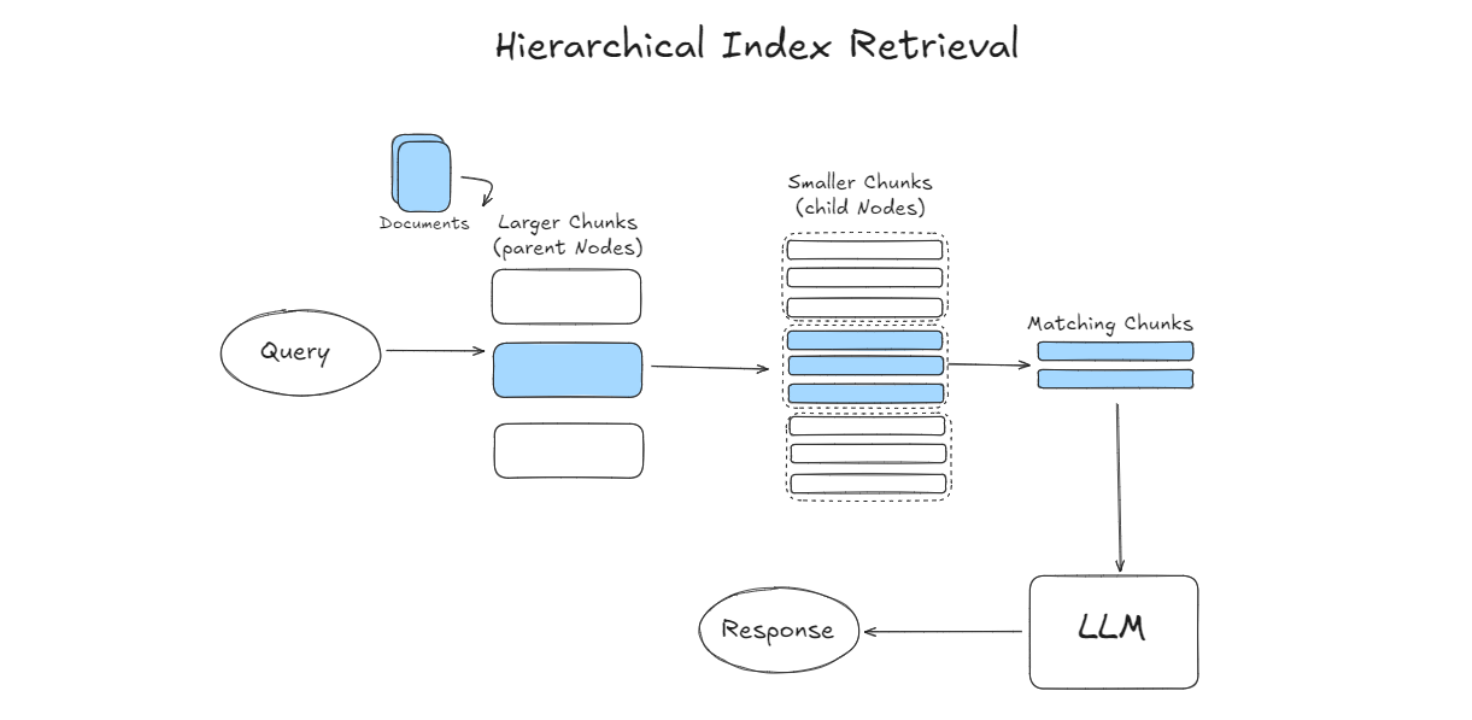 Hierarchical Index Retrieval
Documents
Larger Chunks
(parent Nodes)
Smaller Chunks
(child Nodes)
Query
Matching Chunks
Response
LLM